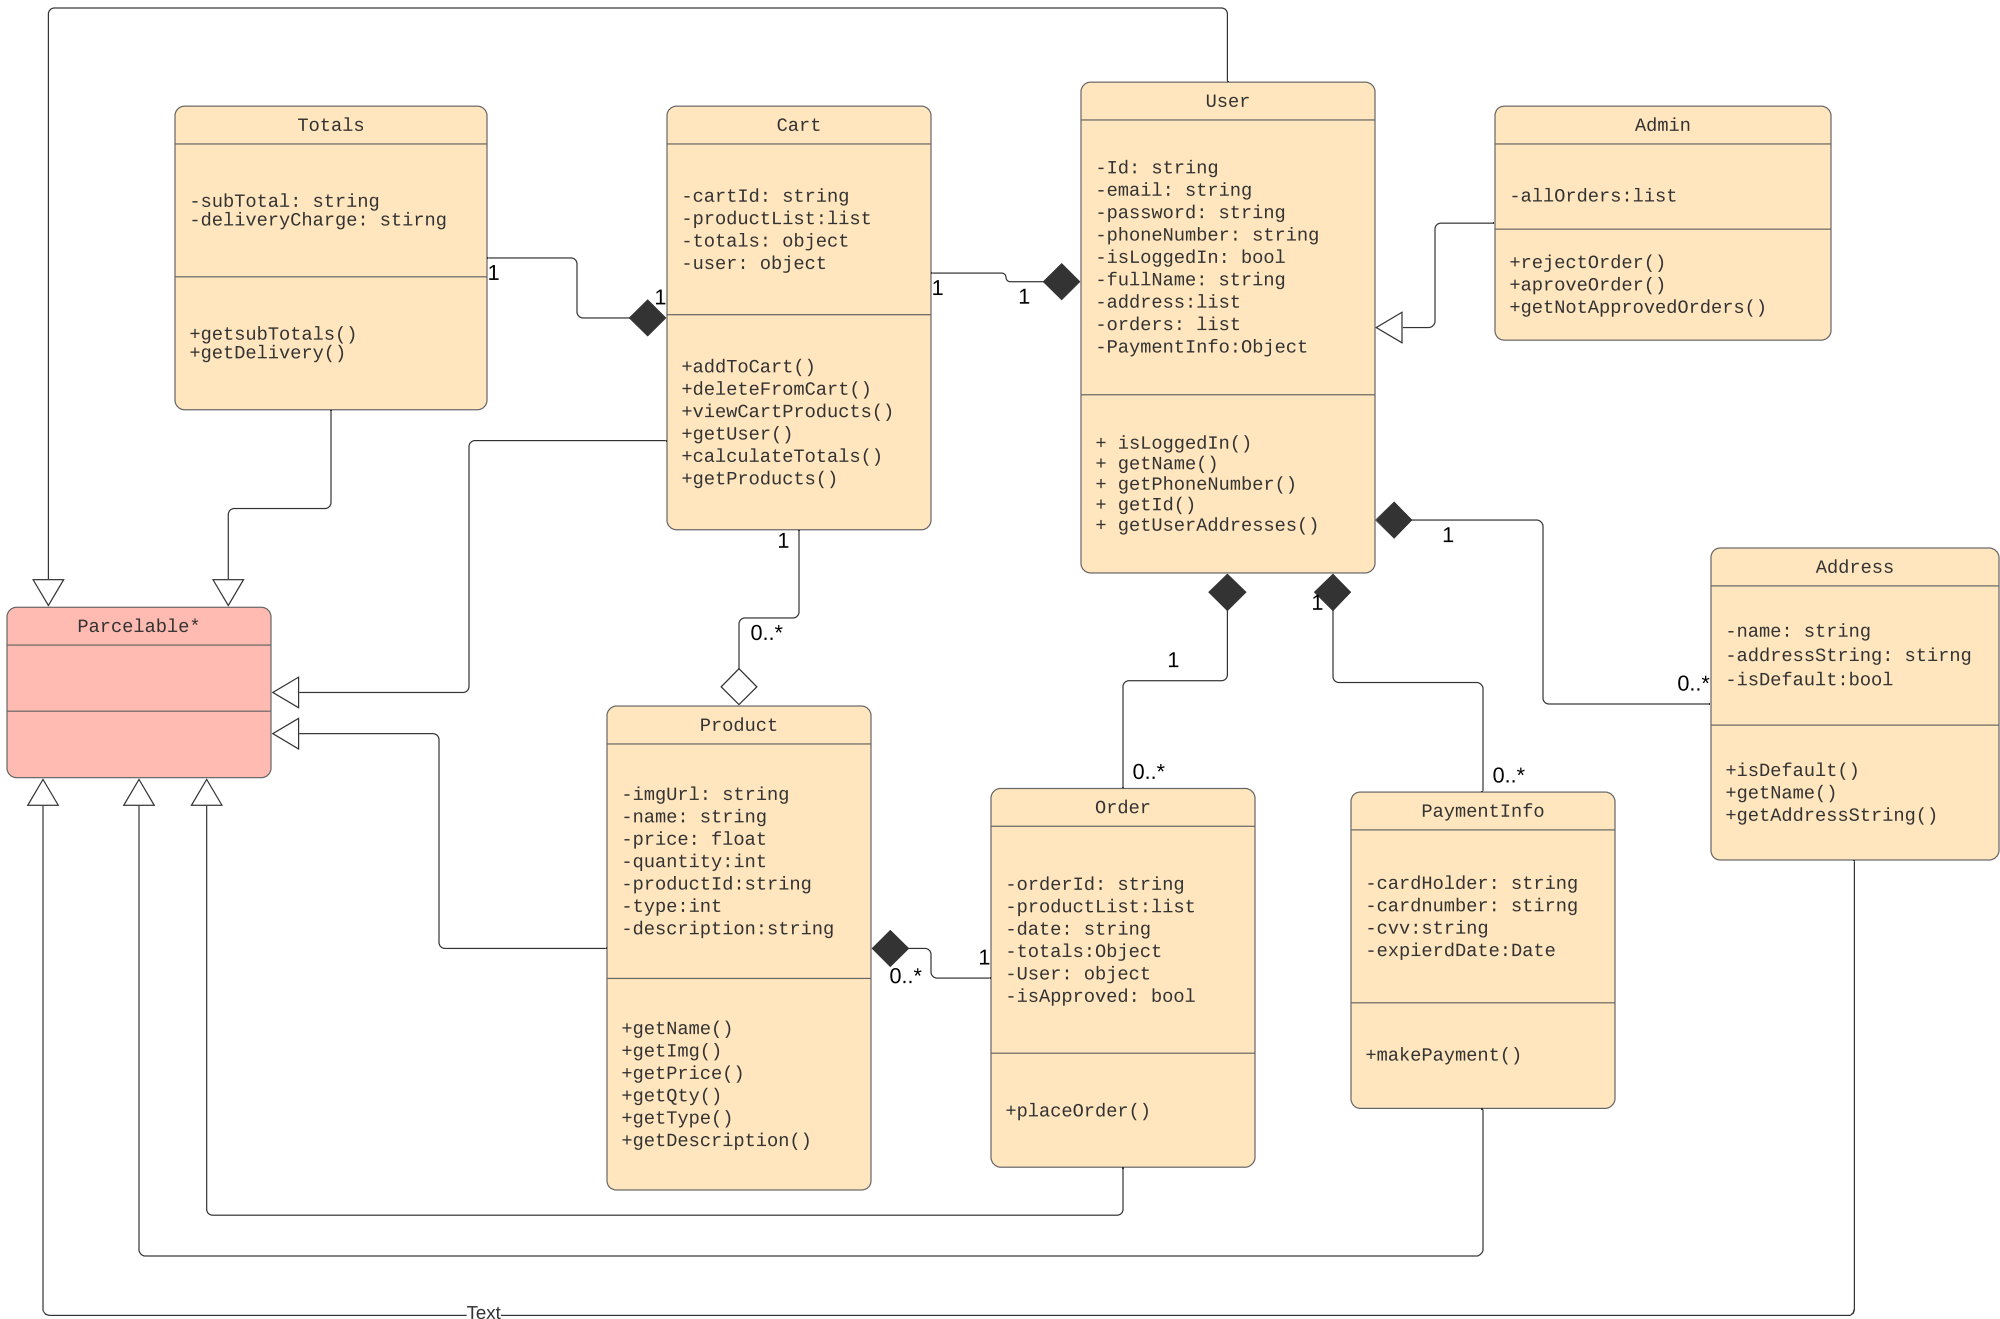 Totals
-subTotal: string
-deliveryCharge: stirng
+getsubTotals()
+getDelivery()
1
1
Cart
-cartId: string
-productList:list
-totals: object
-user: object
+addToCart()
+deleteFromCart()
+viewCartProducts()
+getUser()
+calculateTotals()
+getProducts()
1
1
1
0..*
User
-Id: string
-email: string
-password: string
-phoneNumber: string
-isLoggedIn: bool
-fullName: string
-address:list
-orders: list
-PaymentInfo:Object
+ isLoggedIn()
+ getName()
+ getPhoneNumber()
+ getId()
+ getUserAddresses()
Admin
-allOrders:list
+rejectOrder()
+aproveOrder()
+getNotApprovedOrders()
1
0..*
1
0..*
1
0..*
Address
-name: string
-addressString: stirng
-isDefault:bool
+isDefault()
+getName()
+getAddressString()
Parcelable*
Product
-imgUrl: string
-name: string
-price: float
-quantity:int
-productId:string
-type:int
-description:string
+getName()
+getImg()
+getPrice()
+getQty()
+getType()
+getDescription()
0..*
1
Order
-orderId: string
-productList:list
-date: string
-totals:Object
-User: object
-isApproved: bool
+placeOrder()
PaymentInfo
-cardHolder: string
-cardnumber: stirng
-cvv:string
-expierdDate:Date
+makePayment()
Text